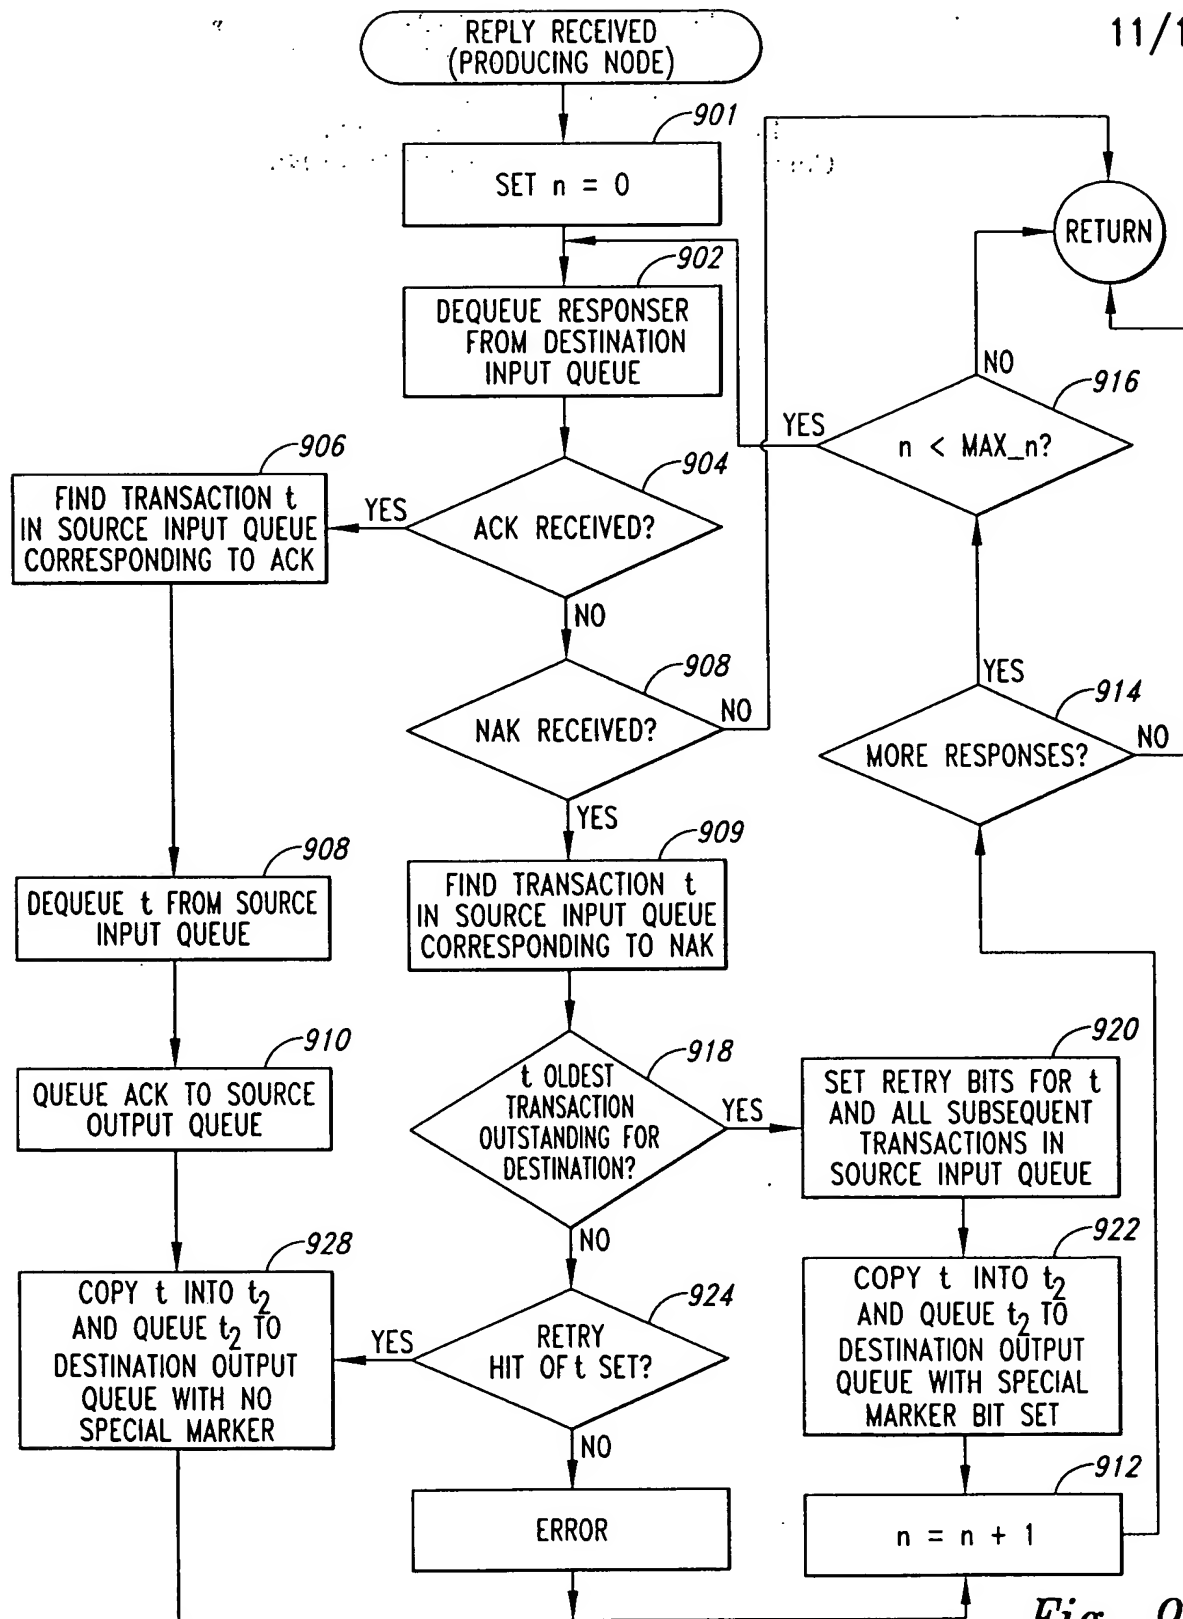 11/1
REPLY RECEIVED
(PRODUCING NODE)
901
SET n = 0
902
DEQUEUE RESPONSER
FROM DESTINATION
INPUT QUEUE
RETURN
NO
916
YES
n < MAX_n?
906
FIND TRANSACTION t
IN SOURCE INPUT QUEUE
CORRESPONDING TO ACK
YES
904
ACK RECEIVED?
NO
908
NAK RECEIVED?
NO
YES
YES
914
MORE RESPONSES?
NO
908
DEQUEUE t FROM SOURCE
INPUT QUEUE
909
FIND TRANSACTION t
IN SOURCE INPUT QUEUE
CORRESPONDING TO NAK
910
QUEUE ACK TO SOURCE
OUTPUT QUEUE
918
t OLDEST
TRANSACTION
OUTSTANDING FOR
DESTINATION?
YES
NO
920
SET RETRY BITS FOR t
AND ALL SUBSEQUENT
TRANSACTIONS IN
SOURCE INPUT QUEUE
928
COPY t INTO t2
AND QUEUE t2 TO
DESTINATION OUTPUT
QUEUE WITH NO
SPECIAL MARKER
YES
924
RETRY
HIT OF t SET?
NO
922
COPY t INTO t2
AND QUEUE t2 TO
DESTINATION OUTPUT
QUEUE WITH SPECIAL
MARKER BIT SET
ERROR
912
n = n + 1
Fig. 9